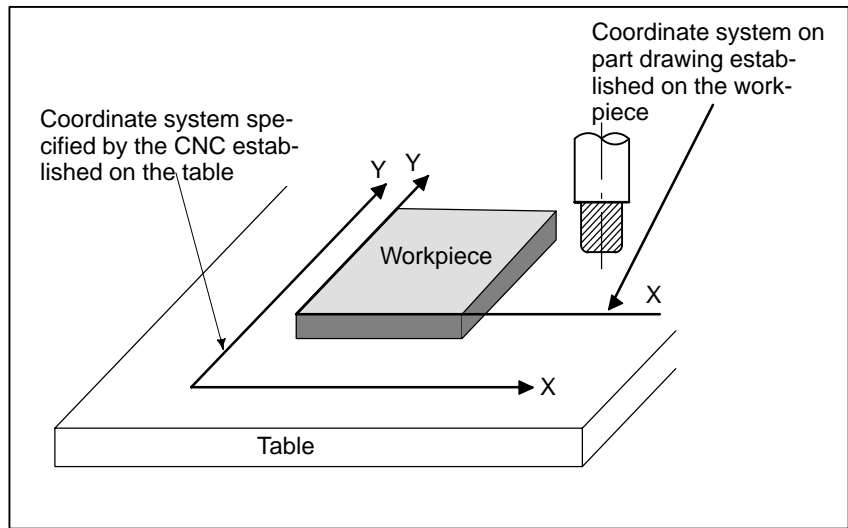 Coordinate system on
part drawing estab-
lished on the work-
piece
Coordinate system spe-
cified by the CNC estab-
lished on the table
Y
Y
Workpiece
X
X
Table